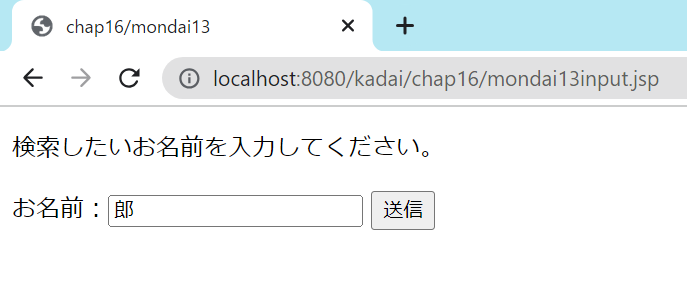 chap16/mondai13
localhost:8080/kadai/chap16/mondai13input.jsp
検索したいお名前を入力してください。
お名前：郎 送信